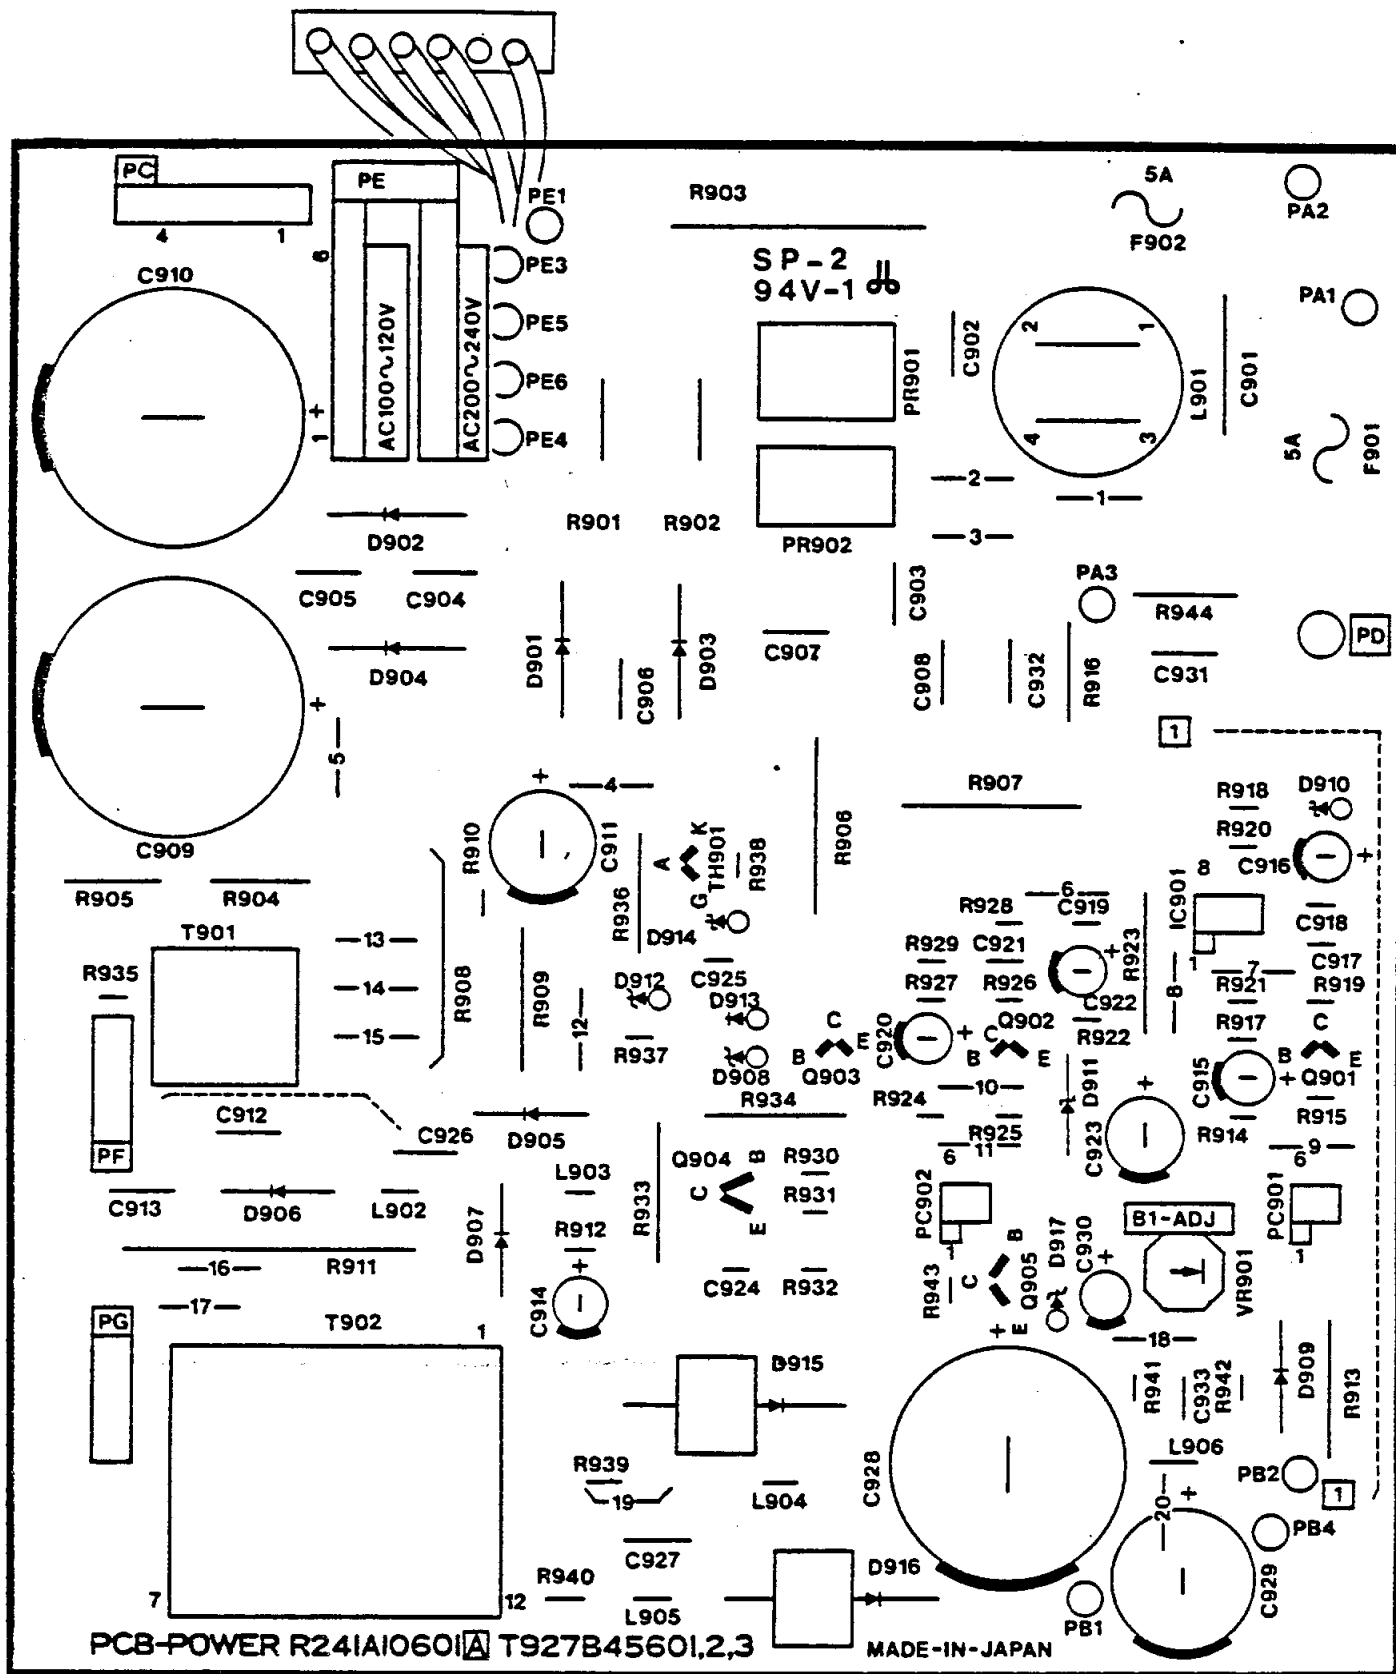 PC
PE
PE1
R903
5A
F902
PA2
4
1
6
C910
PE3
SP-2
94V-1
PA1
AC100~120V
AC200~240V
PE5
PE6
PE4
1
+
PR901
C902
2
1
4
3
L901
C901
5A
F901
D902
R901
R902
PR902
2
1
3
C905
C904
C903
PA3
R944
PD
D904
D901
C906
D903
C907
C908
C932
R916
C931
+
5
1
+
4
R907
R918
D910
R920
C909
R910
C911
A
K
G
TH901
R938
R906
8
C916
+
R905
R904
R936
6
R928
C919
R923
IC901
C918
T901
13
D914
R929
C921
+
1
C917
R935
14
R908
R909
12
D912
C925
D913
R927
R926
C922
8
7
R921
R919
15
R937
D908
C
B
E
Q903
C920
+
C
Q902
B
E
R922
R917
C
B
E
Q901
C915
+
R934
R924
10
D911
+
C923
R915
C912
C926
D905
R925
R914
PF
Q904
B
C
E
R930
6
11
6
9
C913
D906
L902
L903
R933
R931
PC902
1
B1-ADJ
PC901
1
D907
R912
+
B
C
E
Q905
D917
C930
+
VR901
16
R911
C924
R932
R943
17
C914
PG
T902
1
+
18
D915
R941
C933
R942
D909
R913
R939
19
L904
C928
L906
PB2
1
20
+
PB4
C927
D916
C929
7
12
R940
L905
PB1
PCB-POWER R241A10601A T927B45601,2,3
MADE-IN-JAPAN